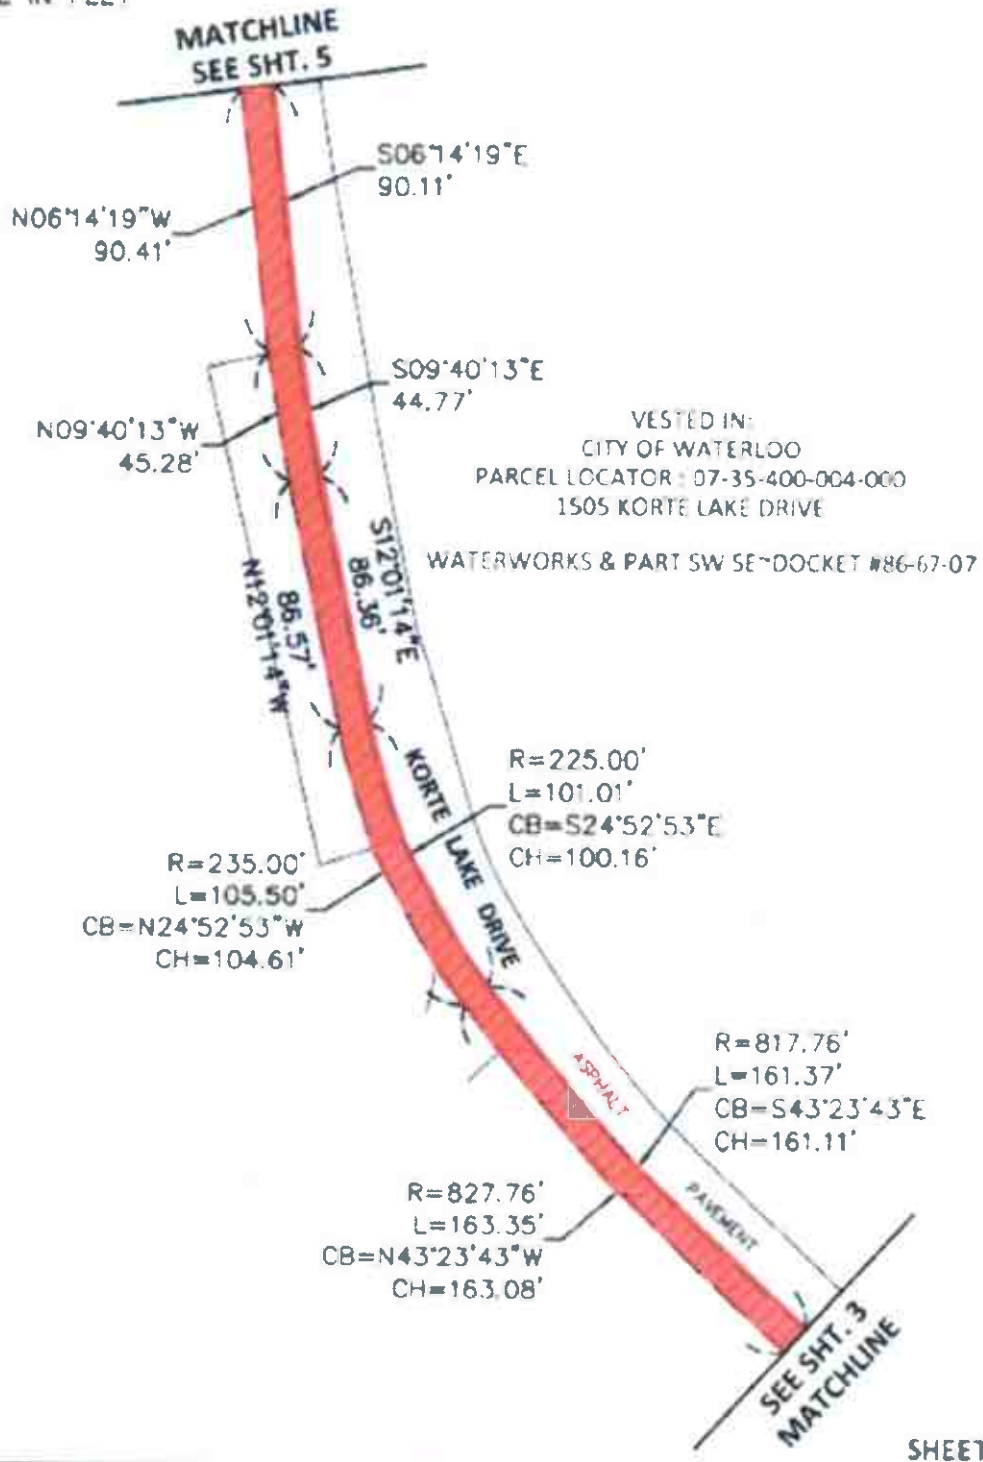 MATCHLINE
SEE SHT. 5
S06°14'19"E
90.11'
N06°14'19"W
90.41'
S09°40'13"E
44.77'
N09°40'13"W
45.28'
VESTED IN:
CITY OF WATERLOO
PARCEL LOCATOR : 07-35-400-004-000
1505 KORTE LAKE DRIVE
WATERWORKS & PART SW SE~DOCKET #86-67-07
S12°01'14"E
86.36'
86.57'
N12°01'14"W
KORTE LAKE DRIVE
R=225.00'
L=101.01'
CB=S24°52'53"E
CH=100.16'
R=235.00'
L=105.50'
CB=N24°52'53"W
CH=104.61'
ASPHALT
R=817.76'
L=161.37'
CB=S43°23'43"E
CH=161.11'
R=827.76'
L=163.35'
CB=N43°23'43"W
CH=163.08'
PAVEMENT
SEE SHT. 3
MATCHLINE
SHEET